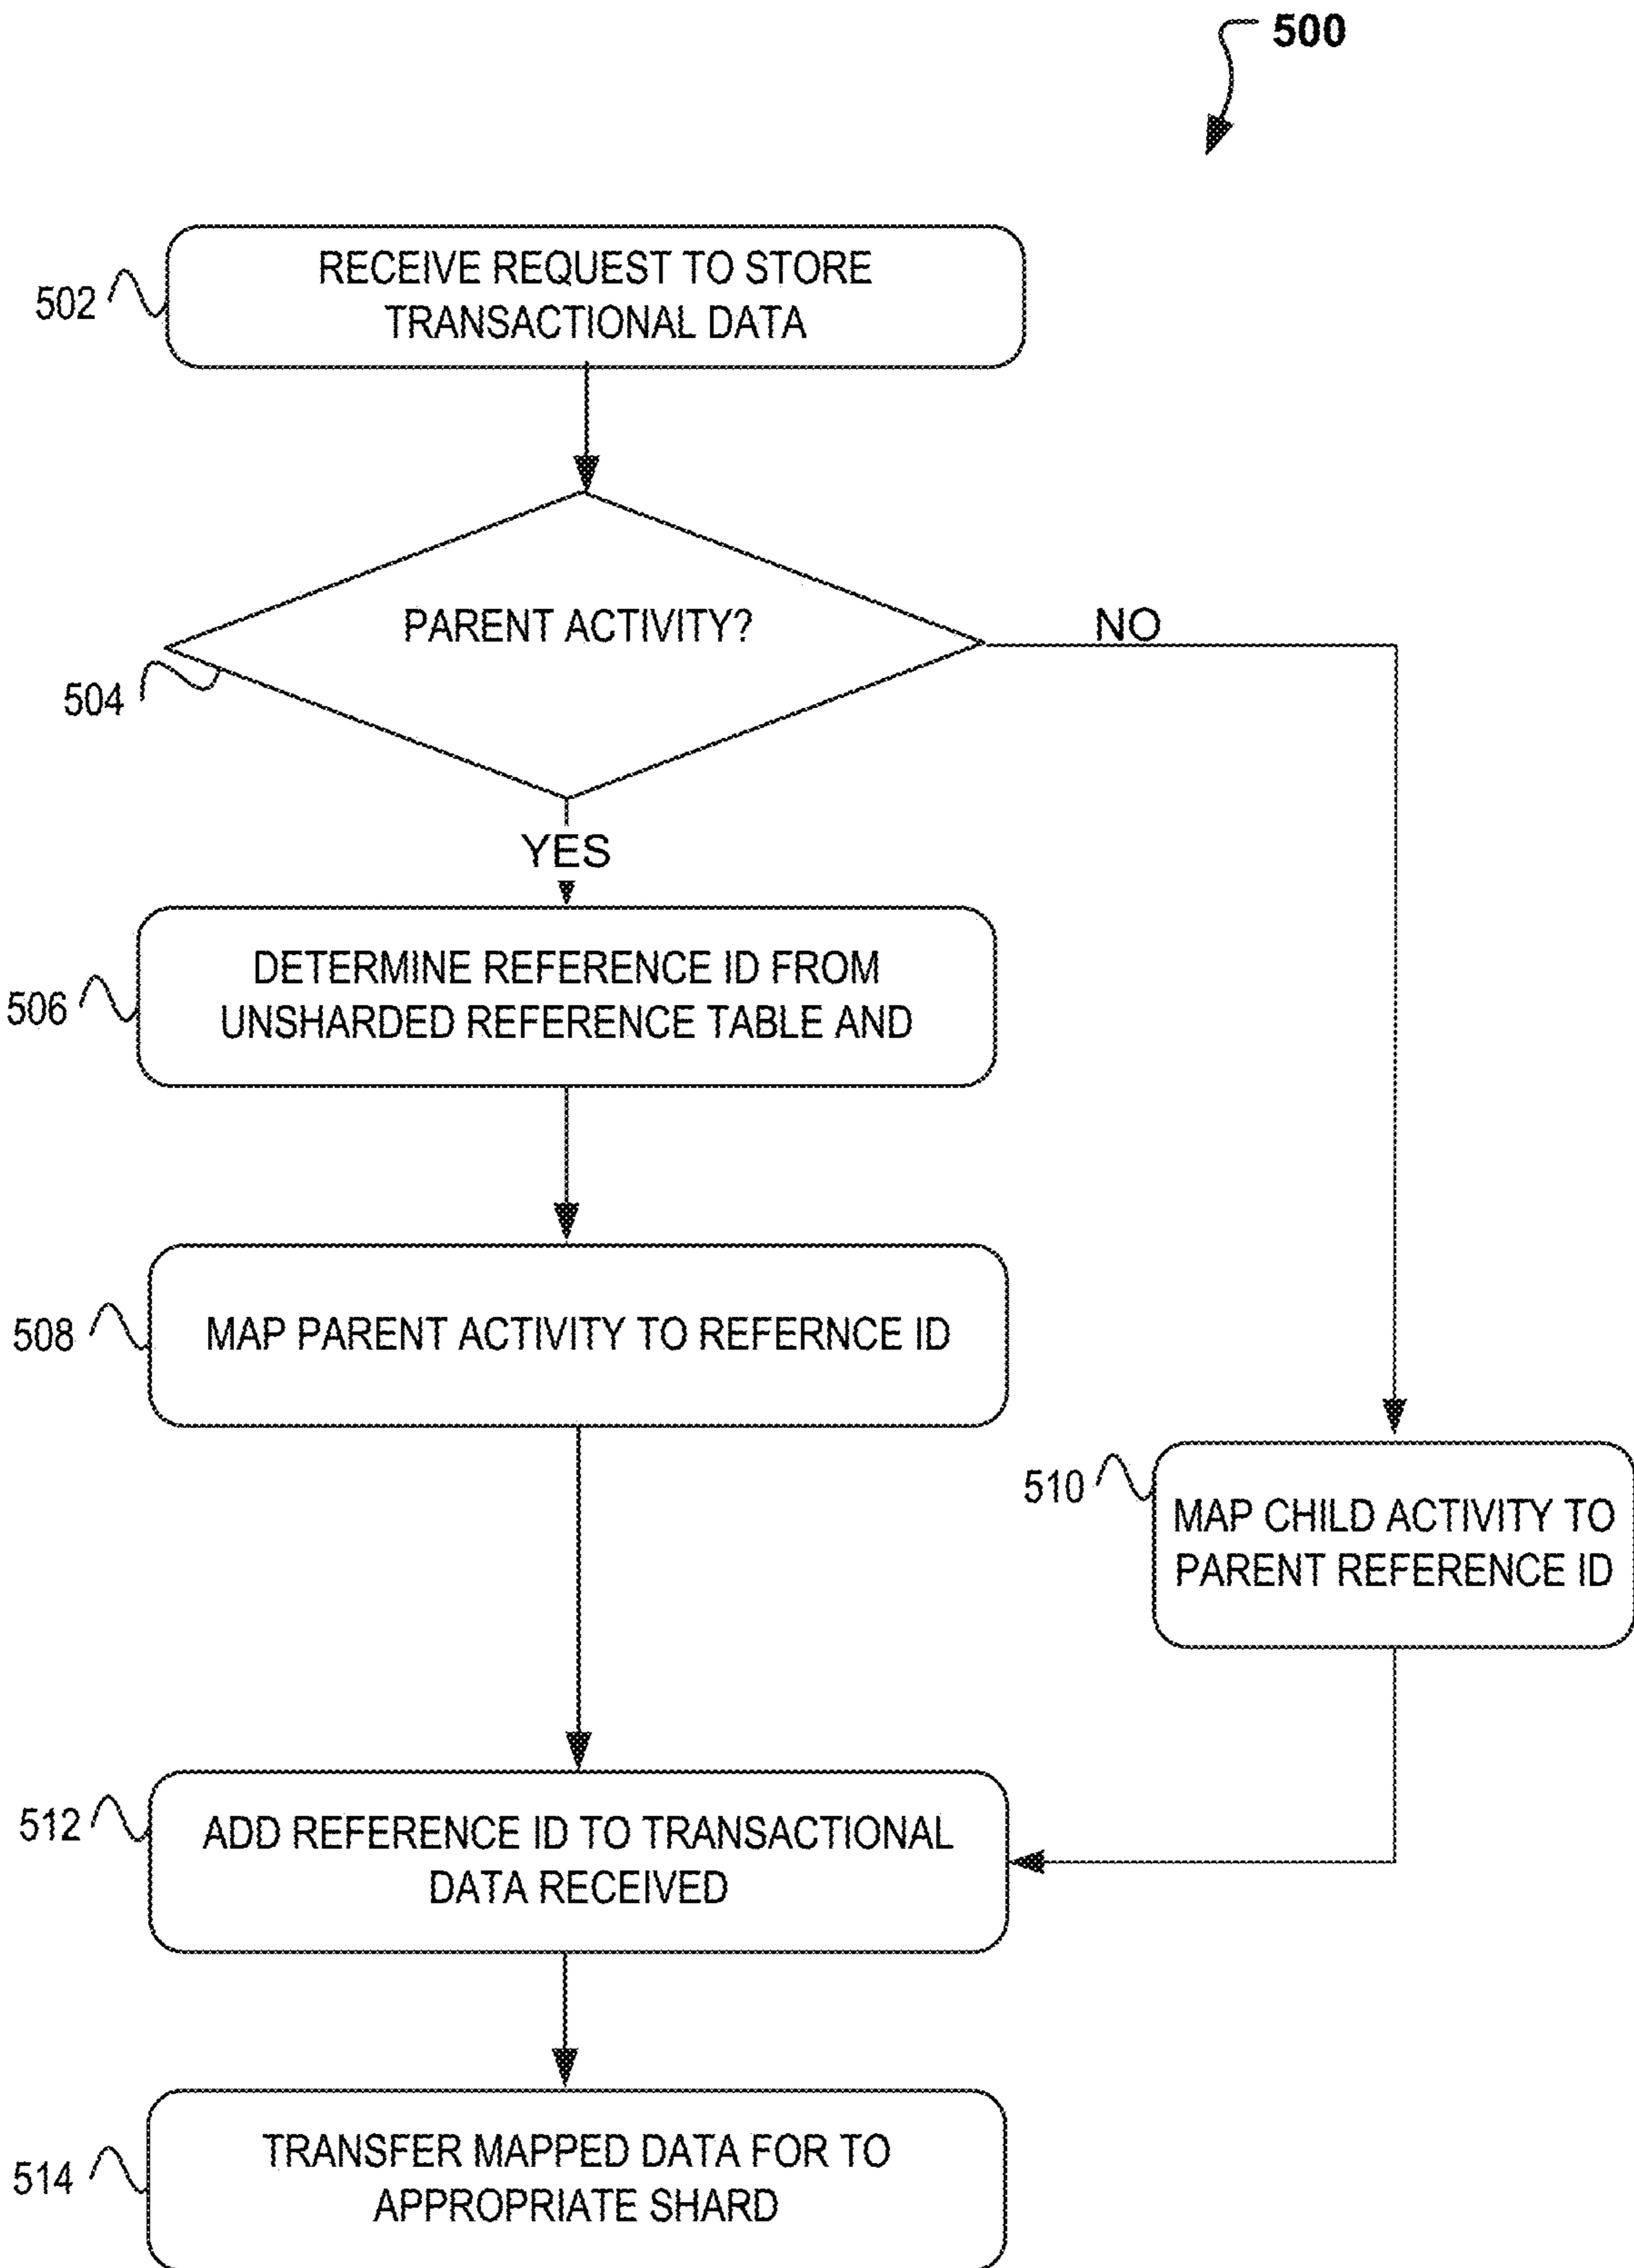 500
502
RECEIVE REQUEST TO STORE
TRANSACTIONAL DATA
PARENT ACTIVITY?
NO
504
YES
506
DETERMINE REFERENCE ID FROM
UNSHARDED REFERENCE TABLE AND
508
MAP PARENT ACTIVITY TO REFERNCE ID
510
MAP CHILD ACTIVITY TO
PARENT REFERENCE ID
512
ADD REFERENCE ID TO TRANSACTIONAL
DATA RECEIVED
514
TRANSFER MAPPED DATA FOR TO
APPROPRIATE SHARD